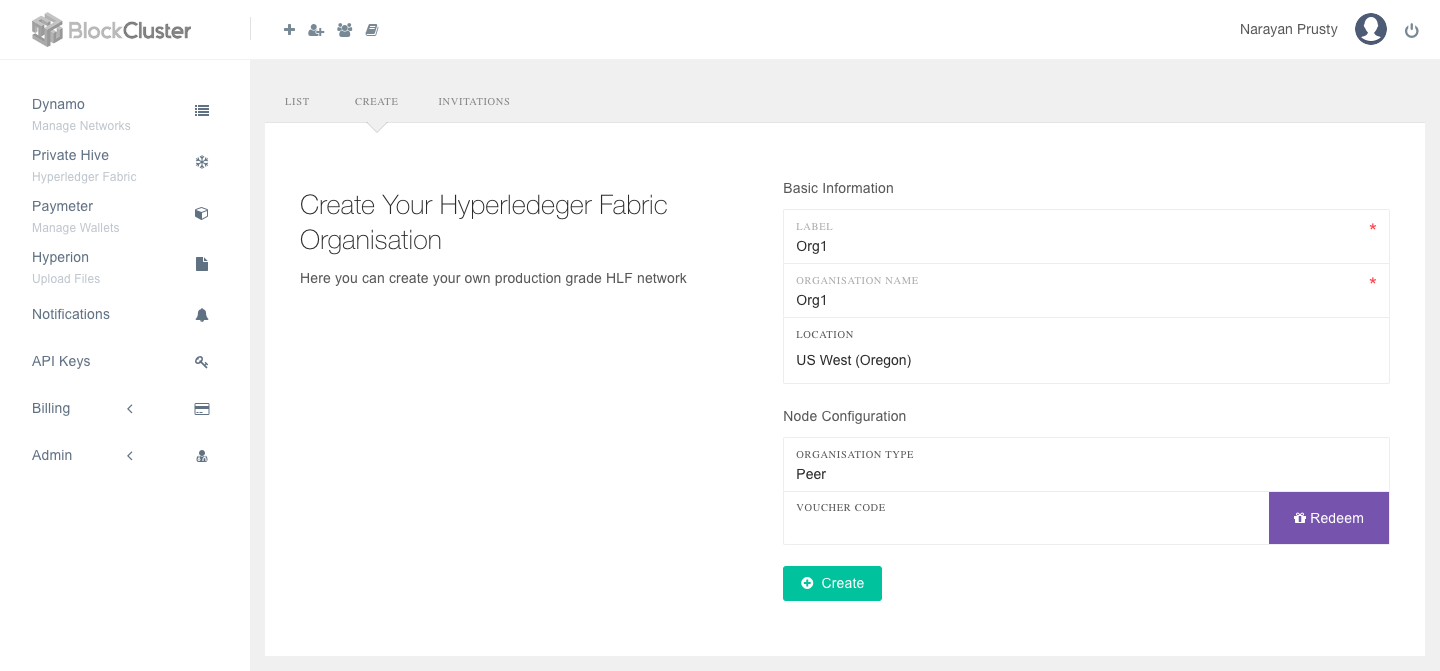 BlockCluster
Narayan Prusty
Dynamo
Manage Networks
Private Hive
Hyperledger Fabric
Paymeter
Manage Wallets
Hyperion
Upload Files
Notifications
API Keys
Billing
Admin
LIST CREATE INVITATIONS
Create Your Hyperledeger Fabric
Organisation
Here you can create your own production grade HLF network
Basic Information
LABEL *
Org1
ORGANISATION NAME *
Org1
LOCATION
US West (Oregon)
Node Configuration
ORGANISATION TYPE
Peer
VOUCHER CODE
Redeem
Create